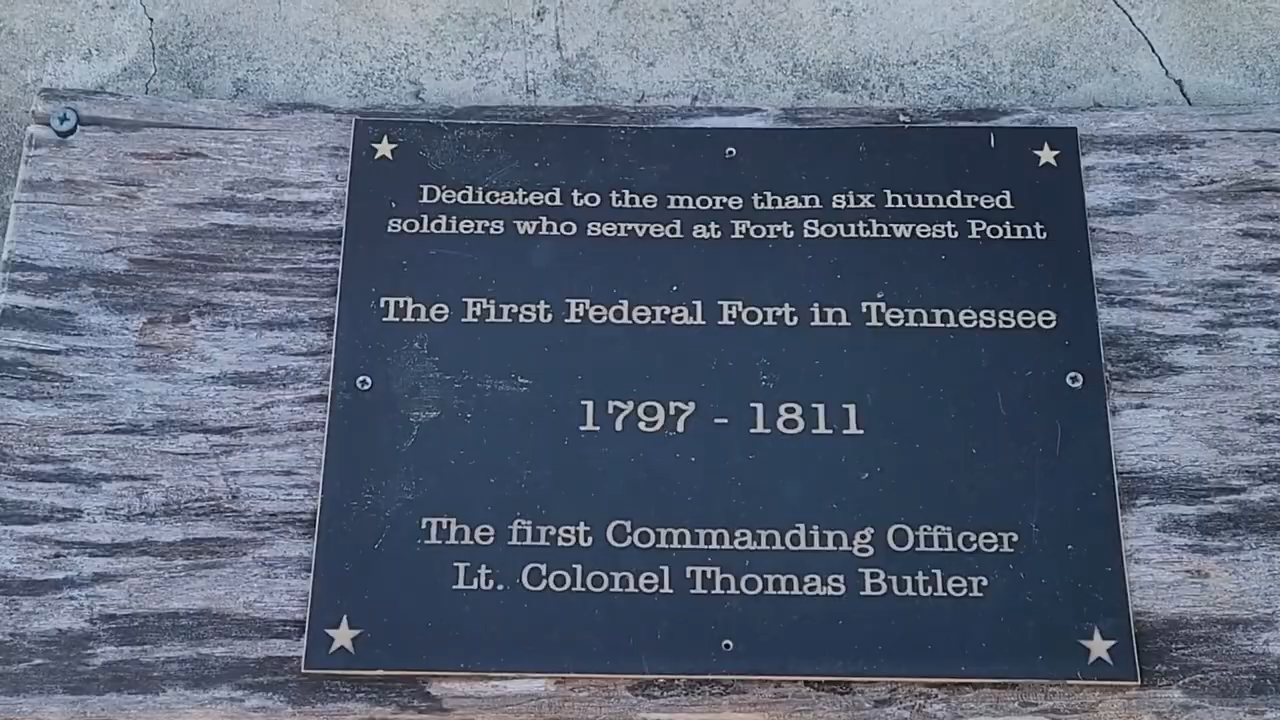 Dedicated to the more than six hundred
soldiers who served at Fort Southwest Point
The First Federal Fort in Tennessee
1797 - 1811
The first Commanding Officer
Lt. Colonel Thomas Butler